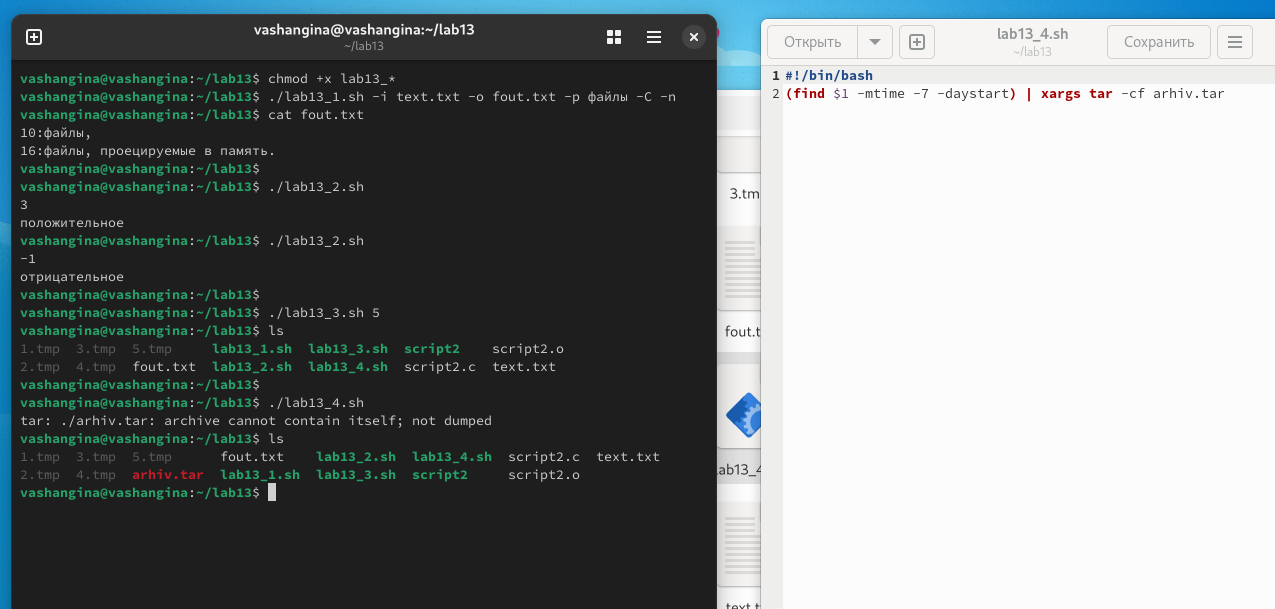 vashangina@vashangina:~/lab13
~/lab13
vashangina@vashangina:~/lab13$ chmod +x lab13_*
vashangina@vashangina:~/lab13$ ./lab13_1.sh -i text.txt -o fout.txt -p файлы -C -n
vashangina@vashangina:~/lab13$ cat fout.txt
10:файлы,
16:файлы, проецируемые в память.
vashangina@vashangina:~/lab13$
vashangina@vashangina:~/lab13$ ./lab13_2.sh
3
положительное
vashangina@vashangina:~/lab13$ ./lab13_2.sh
-1
отрицательное
vashangina@vashangina:~/lab13$
vashangina@vashangina:~/lab13$ ./lab13_3.sh 5
vashangina@vashangina:~/lab13$ ls
1.tmp 3.tmp 5.tmp lab13_1.sh lab13_3.sh script2 script2.o
2.tmp 4.tmp fout.txt lab13_2.sh lab13_4.sh script2.c text.txt
vashangina@vashangina:~/lab13$
vashangina@vashangina:~/lab13$ ./lab13_4.sh
tar: ./arhiv.tar: archive cannot contain itself; not dumped
vashangina@vashangina:~/lab13$ ls
1.tmp 3.tmp 5.tmp fout.txt lab13_2.sh lab13_4.sh script2.c text.txt
2.tmp 4.tmp arhiv.tar lab13_1.sh lab13_3.sh script2 script2.o
vashangina@vashangina:~/lab13$
3.tm
fout.t
lab13_4
text.t
Открыть
lab13_4.sh
~/lab13
Сохранить
1 #!/bin/bash
2 (find $1 -mtime -7 -daystart) | xargs tar -cf arhiv.tar